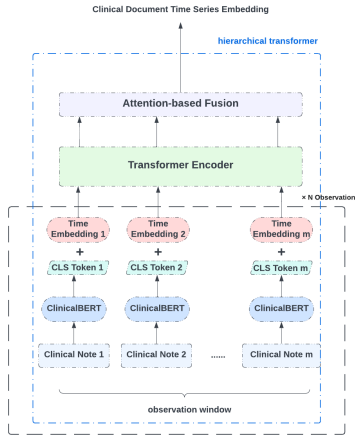 Clinical Document Time Series Embedding
hierarchical transformer
Attention-based Fusion
Transformer Encoder
× N Observation
Time Embedding 1
Time Embedding 2
Time Embedding m
+ + +
CLS Token 1
CLS Token 2
CLS Token m
ClinicalBERT
ClinicalBERT
ClinicalBERT
Clinical Note 1
Clinical Note 2
......
Clinical Note m
observation window